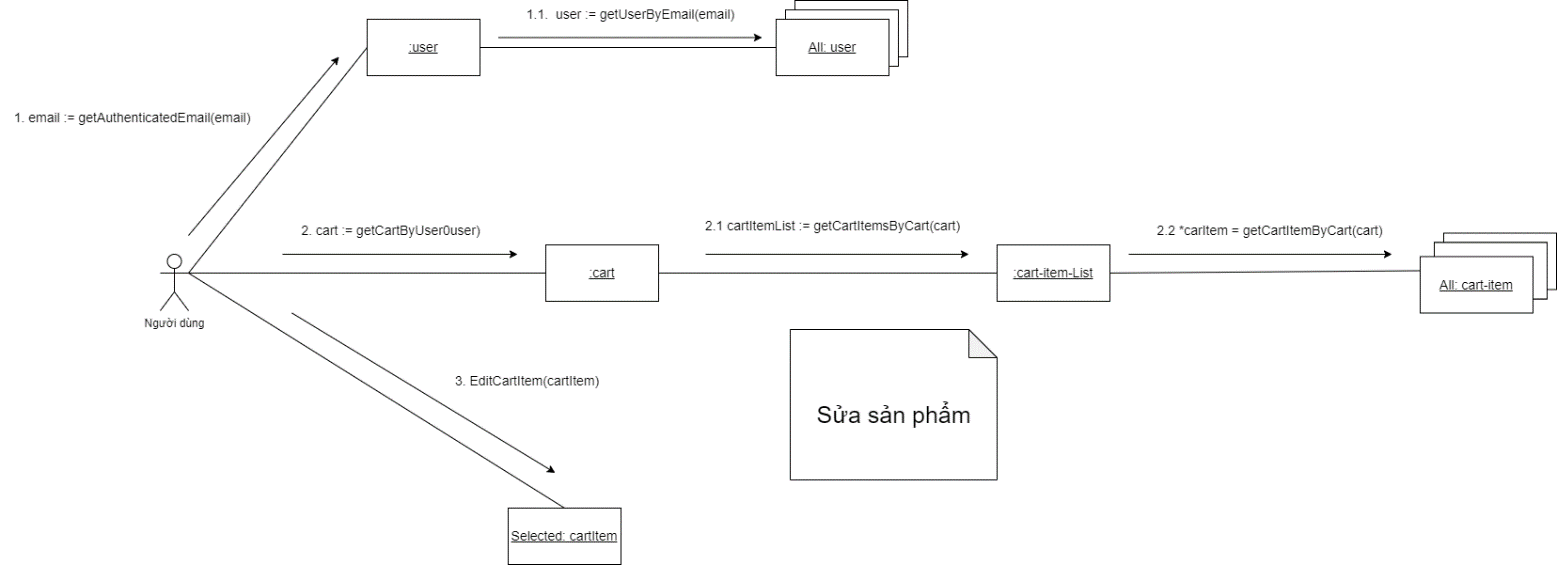 1.1. user := getUserByEmail(email)
:user
All: user
1. email := getAuthenticatedEmail(email)
2. cart := getCartByUser0user)
2.1 cartItemList := getCartItemsByCart(cart)
2.2 *carItem = getCartItemByCart(cart)
:cart
:cart-item-List
All: cart-item
Người dùng
3. EditCartItem(cartItem)
Sửa sản phẩm
Selected: cartItem